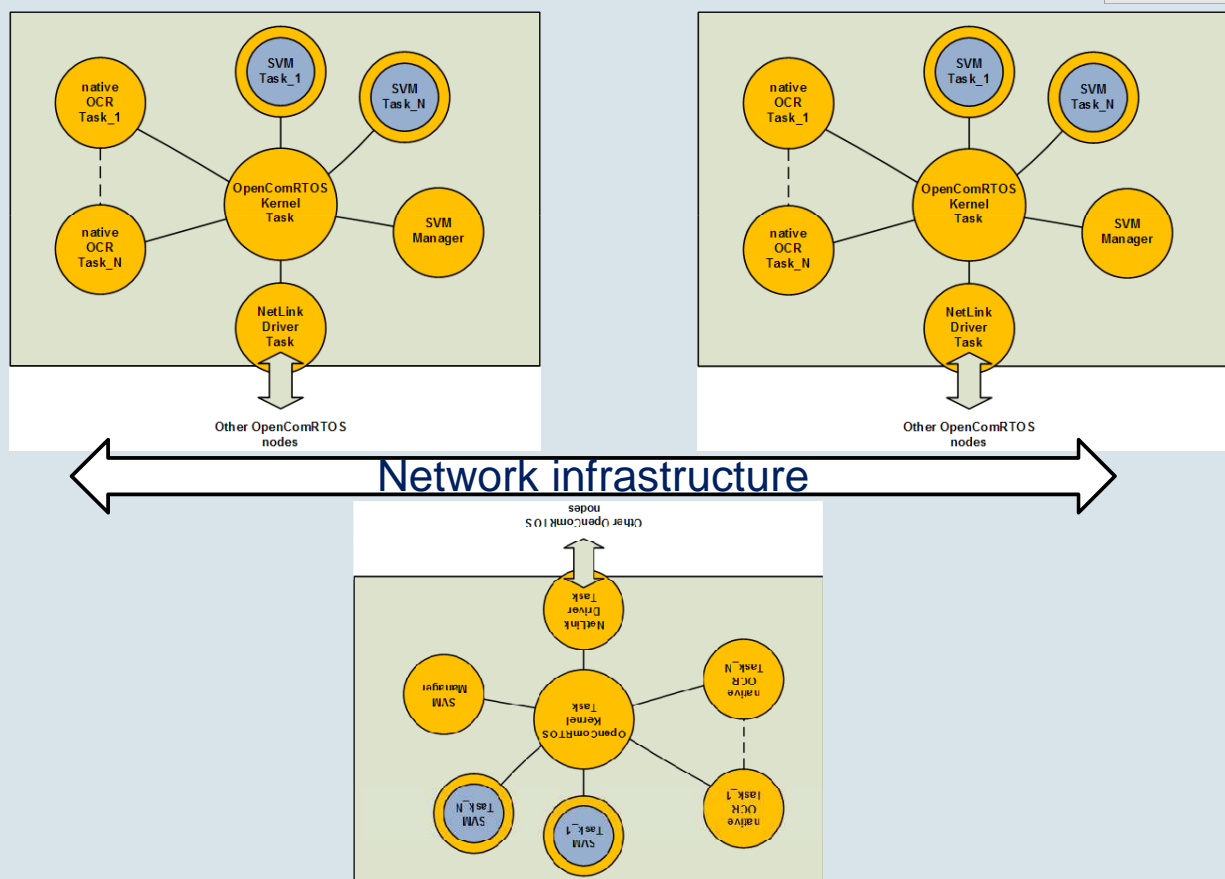 SVM
Task_1
SVM
Task_N
native
OCR
Task_1
OpenComRTOS
Kernel
Task
native
OCR
Task_N
SVM
Manager
NetLink
Driver
Task
Other OpenComRTOS
nodes
SVM
Task_1
SVM
Task_N
native
OCR
Task_1
OpenComRTOS
Kernel
Task
native
OCR
Task_N
SVM
Manager
NetLink
Driver
Task
Other OpenComRTOS
nodes
Network infrastructure
Other OpenComRTOS
nodes
NetLink
Driver
Task
SVM
Manager
native
OCR
Task_N
OpenComRTOS
Kernel
Task
SVM
Task_N
SVM
Task_1
native
OCR
Task_1